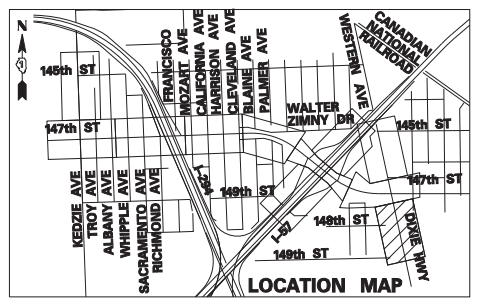 N
CANADIAN
NATIONAL
RAILROAD
WESTERN AVE
FRANCISCO
MOZART AVE
CALIFORNIA AVE
HARRISON AVE
CLEVELAND AVE
BLAINE AVE
PALMER AVE
145th ST
WALTER
ZIMNY DR
147th ST
145th ST
I-294
149th ST
147th ST
KEDZIE AVE
TROY AVE
ALBANY AVE
WHIPPLE AVE
SACRAMENTO AVE
RICHMOND AVE
I-57
148th ST
DIXIE HWY
149th ST
LOCATION MAP